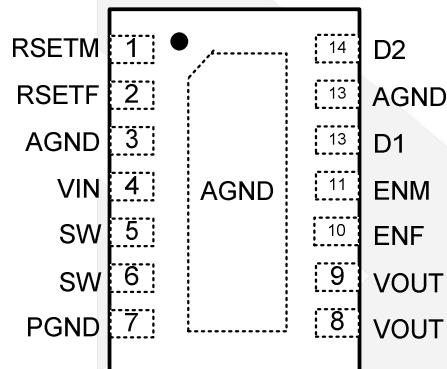 RSETM 1 14 D2
RSETF 2 13 AGND
AGND 3 13 D1
VIN 4 AGND 11 ENM
SW 5 10 ENF
SW 6 9 VOUT
PGND 7 8 VOUT